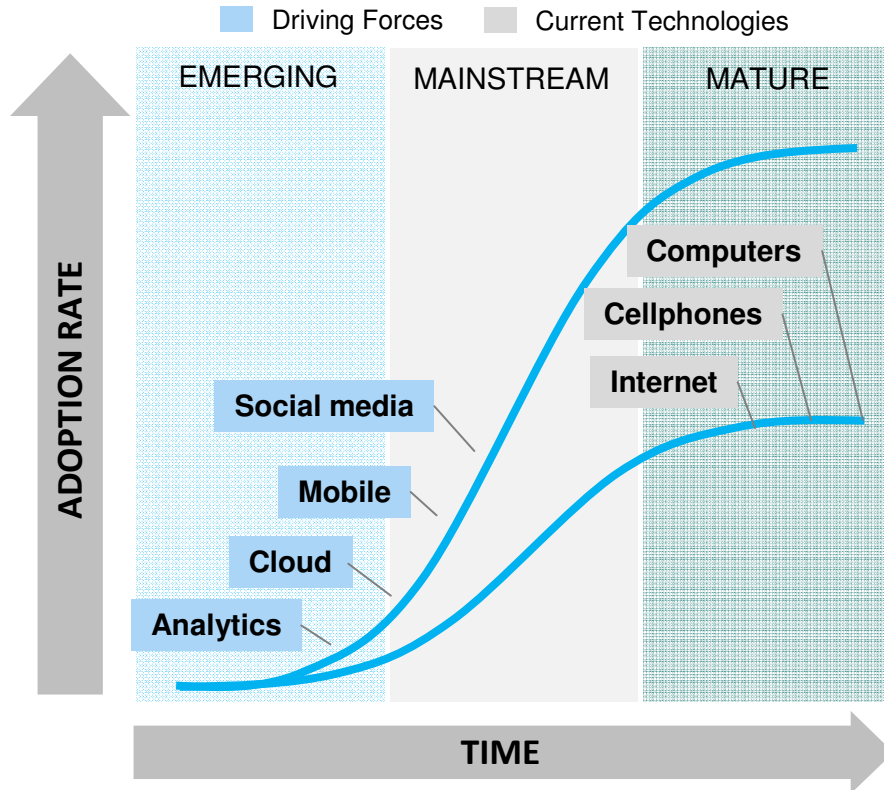 Driving Forces
Current Technologies
EMERGING
MAINSTREAM
MATURE
ADOPTION RATE
Computers
Cellphones
Internet
Social media
Mobile
Cloud
Analytics
TIME